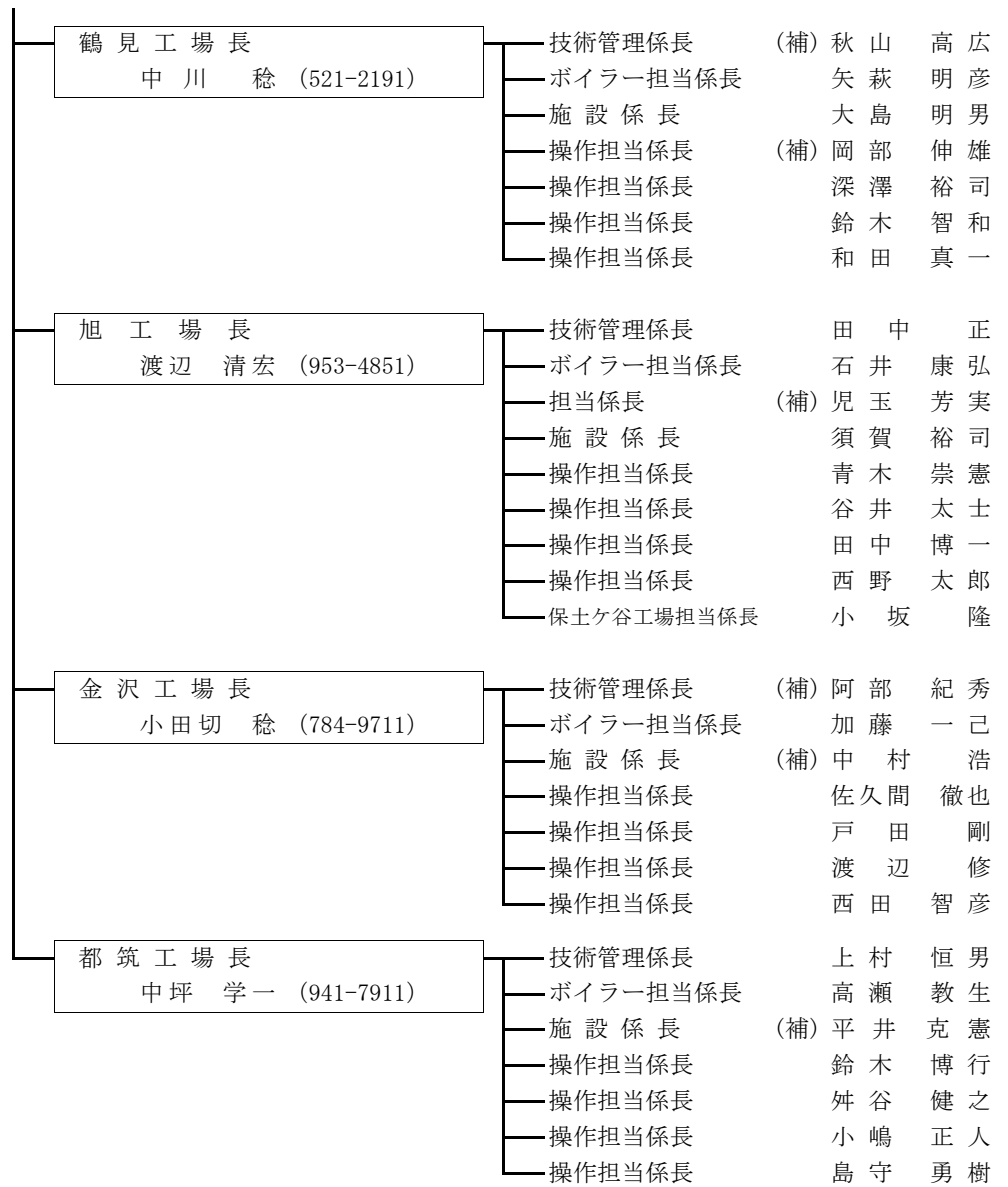 鶴見工場長
中川 稔 (521-2191)
技術管理係長 (補) 秋山 高広
ボイラー担当係長 矢萩 明彦
施設係長 大島 明男
操作担当係長 (補) 岡部 伸雄
操作担当係長 深澤 裕司
操作担当係長 鈴木 智和
操作担当係長 和田 真一
旭工場長
渡辺 清宏 (953-4851)
技術管理係長 田中 正
ボイラー担当係長 石井 康弘
担当係長 (補) 児玉 芳実
施設係長 須賀 裕司
操作担当係長 青木 崇憲
操作担当係長 谷井 太士
操作担当係長 田中 博一
操作担当係長 西野 太郎
保土ケ谷工場担当係長 小坂 隆
金沢工場長
小田切 稔 (784-9711)
技術管理係長 (補) 阿部 紀秀
ボイラー担当係長 加藤 一己
施設係長 (補) 中村 浩
操作担当係長 佐久間 徹也
操作担当係長 戸田 剛
操作担当係長 渡辺 修
操作担当係長 西田 智彦
都筑工場長
中坪 学一 (941-7911)
技術管理係長 上村 恒男
ボイラー担当係長 高瀬 教生
施設係長 (補) 平井 克憲
操作担当係長 鈴木 博行
操作担当係長 舛谷 健之
操作担当係長 小嶋 正人
操作担当係長 島守 勇樹